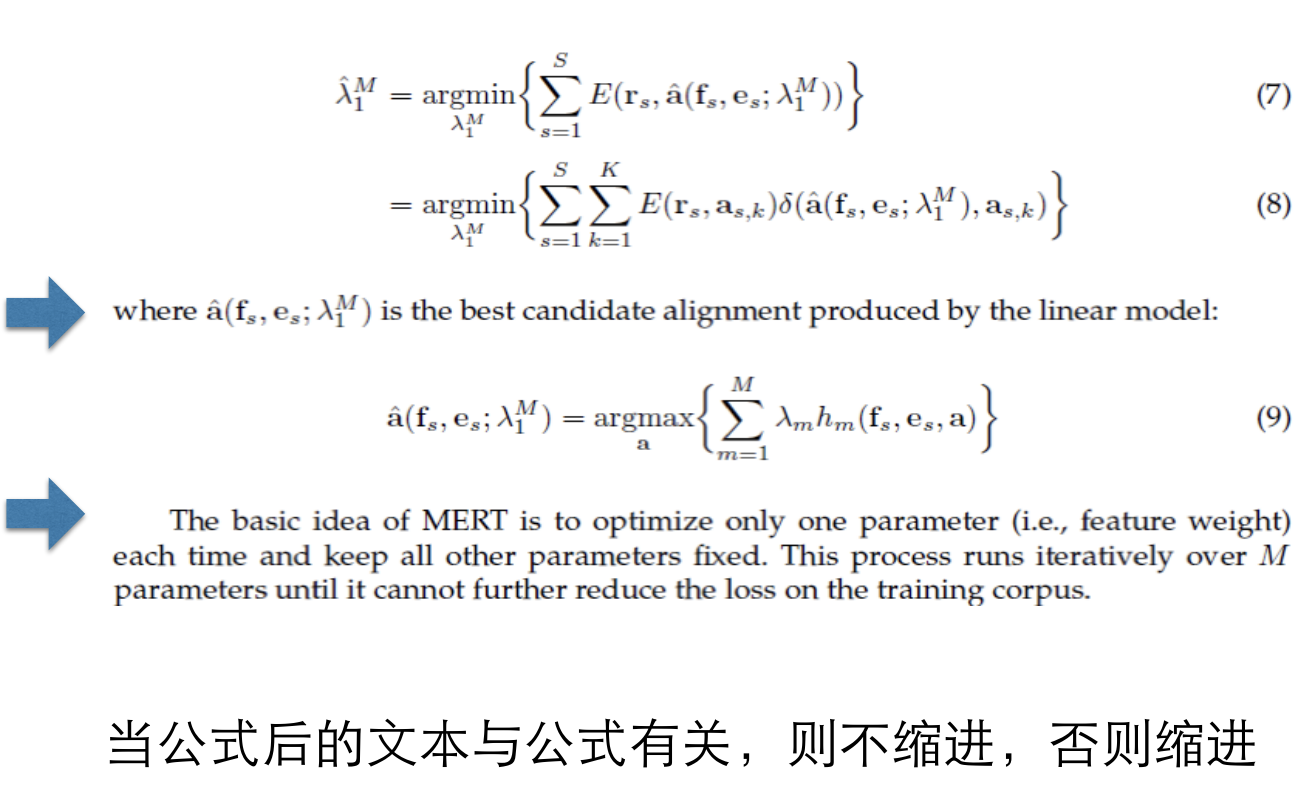 $\hat{\lambda}_1^M = \underset{\lambda_1^M}{\operatorname{argmin}} \left\{ \sum_{s=1}^{S} E(\mathbf{r}_s, \hat{\mathbf{a}}(\mathbf{f}_s, \mathbf{e}_s; \lambda_1^M)) \right\}$ (7)
$= \underset{\lambda_1^M}{\operatorname{argmin}} \left\{ \sum_{s=1}^{S} \sum_{k=1}^{K} E(\mathbf{r}_s, \mathbf{a}_{s,k}) \delta(\hat{\mathbf{a}}(\mathbf{f}_s, \mathbf{e}_s; \lambda_1^M), \mathbf{a}_{s,k}) \right\}$ (8)
where $\hat{\mathbf{a}}(\mathbf{f}_s, \mathbf{e}_s; \lambda_1^M)$ is the best candidate alignment produced by the linear model:
$\hat{\mathbf{a}}(\mathbf{f}_s, \mathbf{e}_s; \lambda_1^M) = \underset{\mathbf{a}}{\operatorname{argmax}} \left\{ \sum_{m=1}^{M} \lambda_m h_m(\mathbf{f}_s, \mathbf{e}_s, \mathbf{a}) \right\}$ (9)
The basic idea of MERT is to optimize only one parameter (i.e., feature weight)
each time and keep all other parameters fixed. This process runs iteratively over $M$
parameters until it cannot further reduce the loss on the training corpus.
当公式后的文本与公式有关，则不缩进，否则缩进